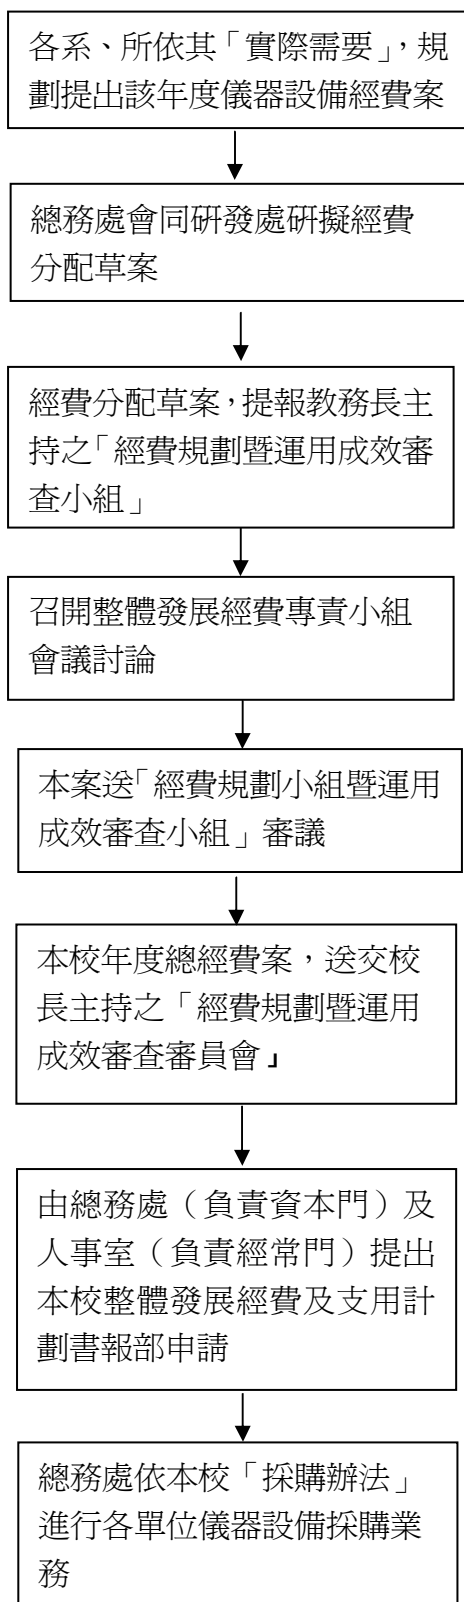 各系、所依其「實際需要」，規
劃提出該年度儀器設備經費案
總務處會同研發處研擬經費
分配草案
經費分配草案，提報教務長主
持之「經費規劃暨運用成效審
查小組」
召開整體發展經費專責小組
會議討論
本案送「經費規劃小組暨運用
成效審查小組」審議
本校年度總經費案，送交校
長主持之「經費規劃暨運用
成效審查審員會」
由總務處（負責資本門）及
人事室（負責經常門）提出
本校整體發展經費及支用計
劃書報部申請
總務處依本校「採購辦法」
進行各單位儀器設備採購業
務